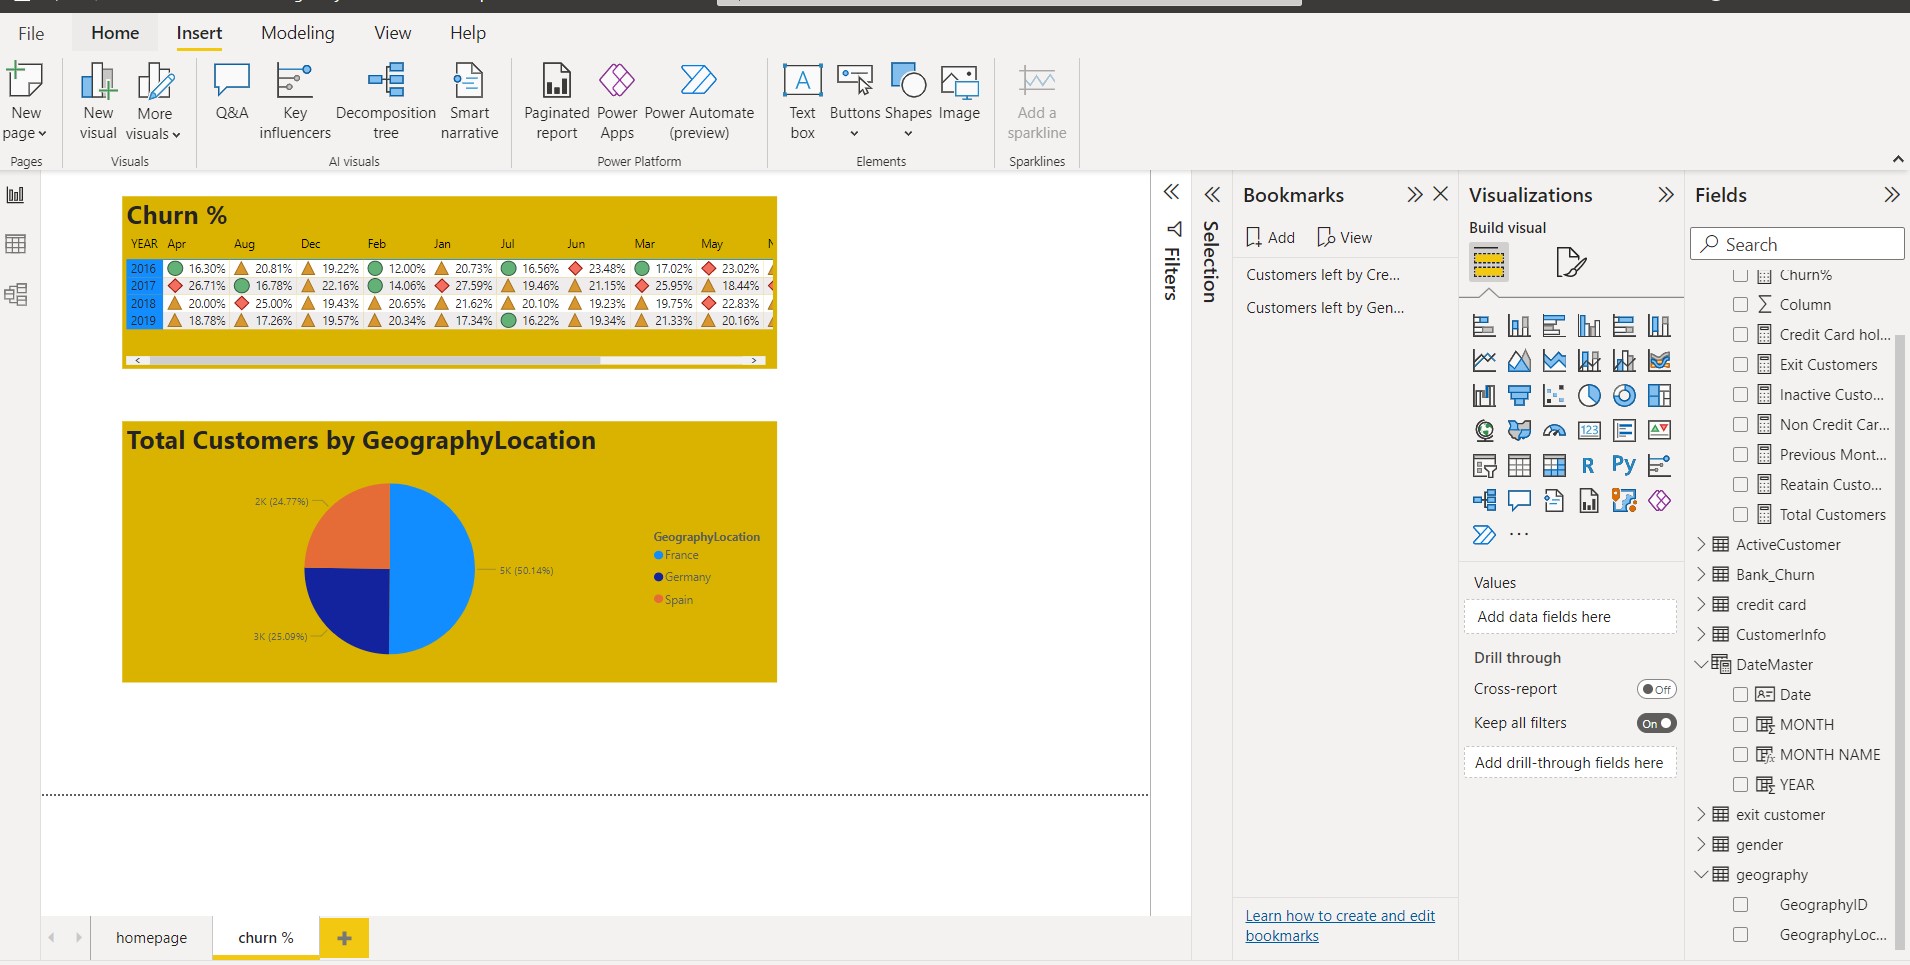 File Home Insert Modeling View Help
New page
New visual
More visuals
Q&A
Key influencers
Decomposition tree
Smart narrative
Paginated report
Power Apps
Power Automate (preview)
Text box
Buttons
Shapes
Image
Add a sparkline
Pages Visuals AI visuals Power Platform Elements Sparklines
Churn %
YEAR Apr Aug Dec Feb Jan Jul Jun Mar May
2016 16.30% 20.81% 19.22% 12.00% 20.73% 16.56% 23.48% 17.02% 23.02%
2017 26.71% 16.78% 22.16% 14.06% 27.59% 19.46% 21.15% 25.95% 18.44%
2018 20.00% 25.00% 19.43% 20.65% 21.62% 20.10% 19.23% 19.75% 22.83%
2019 18.78% 17.26% 19.57% 20.34% 17.34% 16.22% 19.34% 21.33% 20.16%
Total Customers by GeographyLocation
2K (24.77%)
5K (50.14%)
3K (25.09%)
GeographyLocation
France
Germany
Spain
Filters
Selection
Bookmarks
Add View
Customers left by Cre...
Customers left by Gen...
Learn how to create and edit
bookmarks
Visualizations
Build visual
123
R Py
Values
Add data fields here
Drill through
Cross-report Off
Keep all filters On
Add drill-through fields here
Fields
Search
Churn%
Column
Credit Card hol...
Exit Customers
Inactive Custo...
Non Credit Car...
Previous Mont...
Reatain Custo...
Total Customers
ActiveCustomer
Bank_Churn
credit card
CustomerInfo
DateMaster
Date
MONTH
MONTH NAME
YEAR
exit customer
gender
geography
GeographyID
GeographyLoc...
homepage churn %